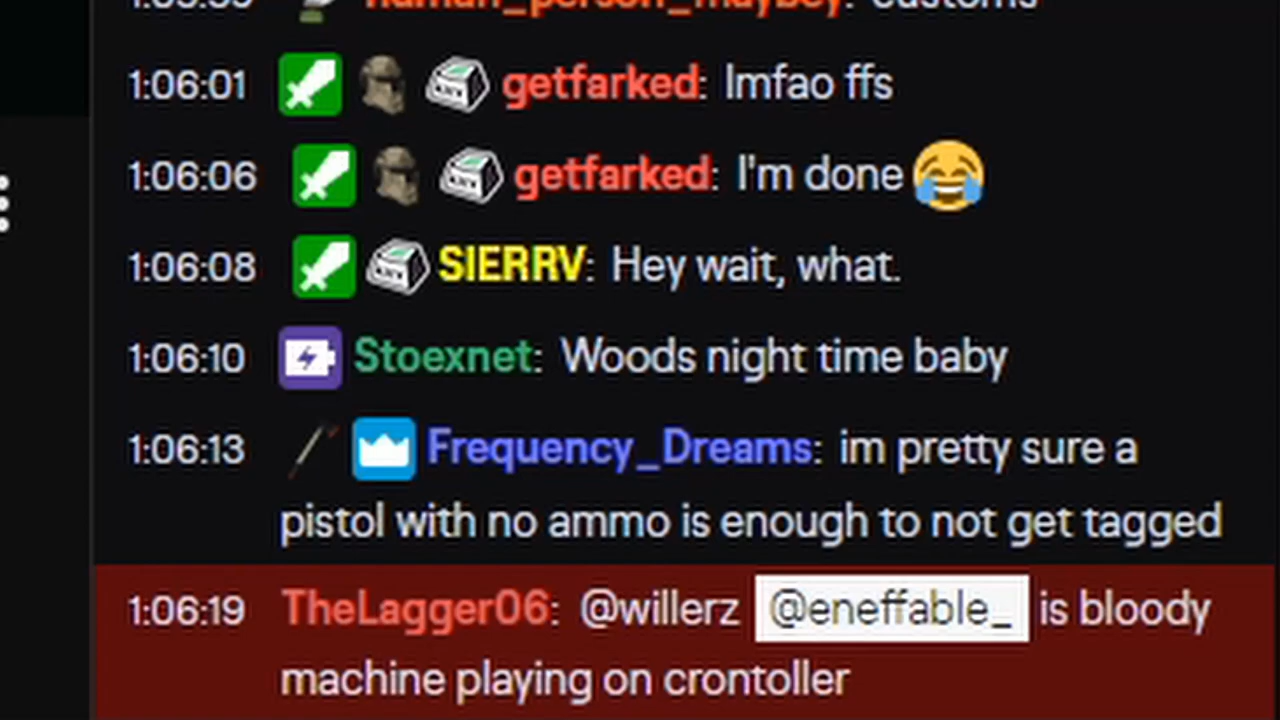 human_person_maybey: customs
1:06:01 getfarked: lmfao ffs
1:06:06 getfarked: I'm done
1:06:08 SIERRV: Hey wait, what.
1:06:10 Stoexnet: Woods night time baby
1:06:13 Frequency_Dreams: im pretty sure a
pistol with no ammo is enough to not get tagged
1:06:19 TheLagger06: @willerz @eneffable_ is bloody
machine playing on crontoller